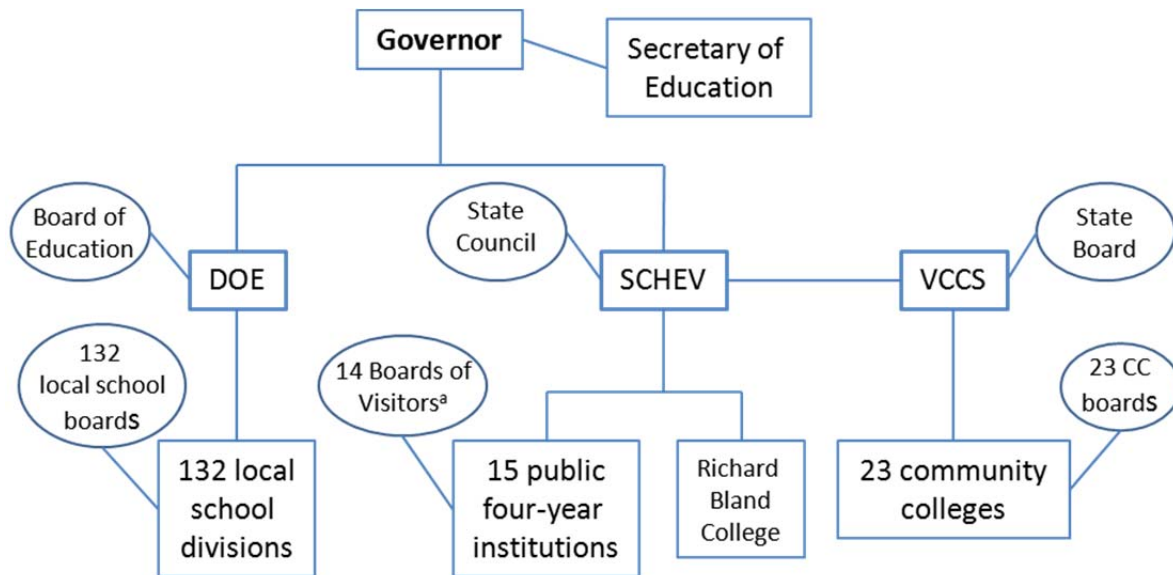 Governor
Secretary of
Education
Board of
Education
State
Council
State
Board
DOE
SCHEV
VCCS
132
local school
boards
14 Boards of
Visitorsᵃ
23 CC
boards
132 local
school
divisions
15 public
four-year
institutions
Richard
Bland
College
23 community
colleges